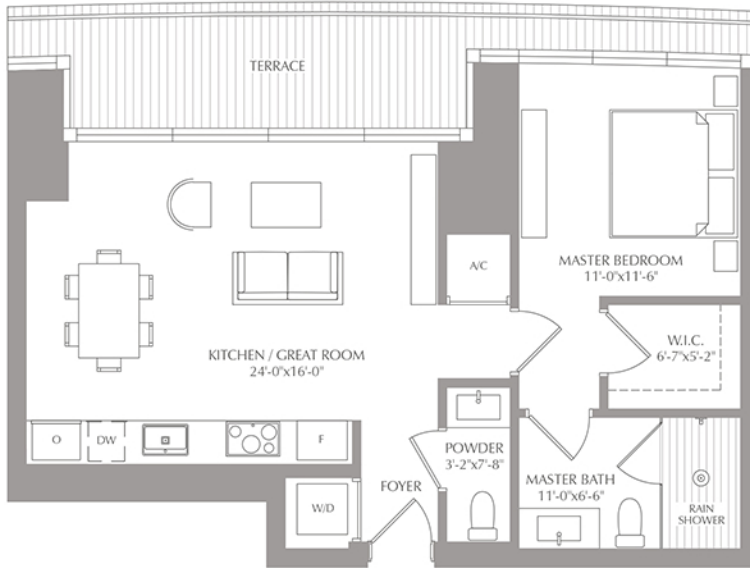 TERRACE
MASTER BEDROOM
11'-0"x11'-6"
A/C
W.I.C.
6'-7"x5'-2"
KITCHEN / GREAT ROOM
24'-0"x16'-0"
O
DW
F
POWDER
3'-2"x7'-8"
MASTER BATH
11'-0"x6'-6"
FOYER
W/D
RAIN
SHOWER